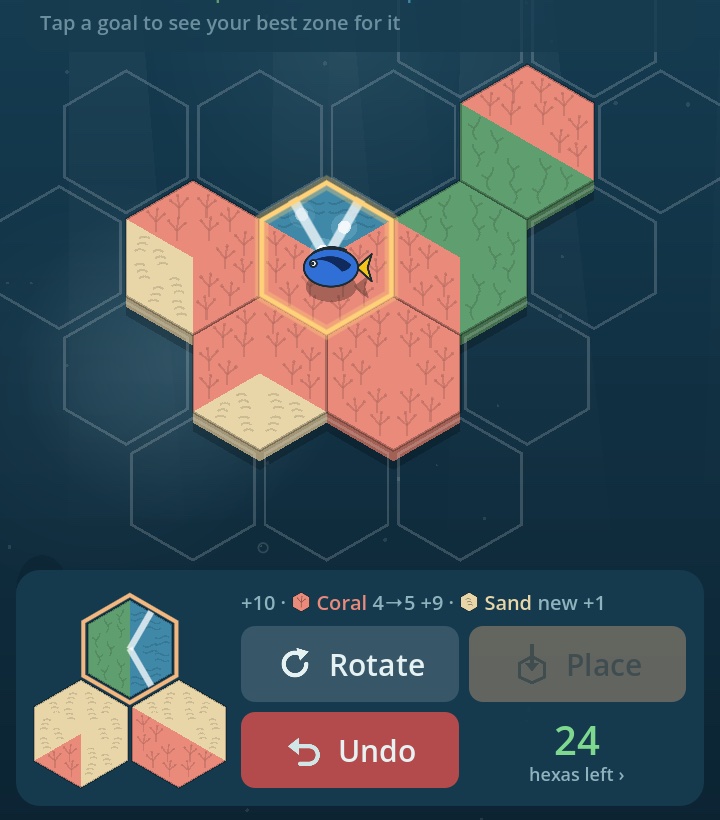 Tap a goal to see your best zone for it
+10 · Coral 4→5 +9 · Sand new +1
Rotate
Place
Undo
24
hexas left ›